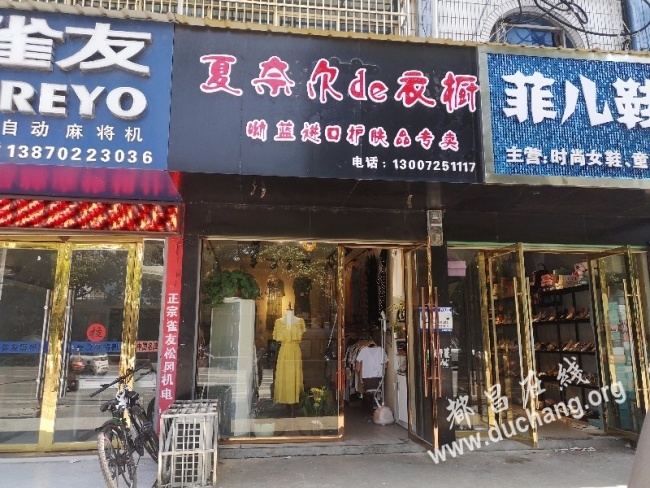 雀友
REYO
自动麻将机
13870223036
夏奈尔de衣橱
嘶蓝进口护肤品专卖
电话：13007251117
菲儿鞋
主营：时尚女鞋、童
正宗雀友松冈机电
都昌在线
www.duchang.org